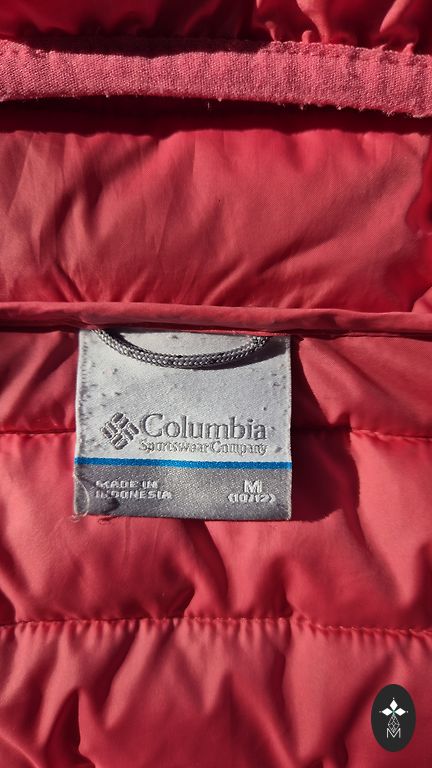 Columbia
Sportswear Company
MADE IN
INDONESIA
M
(10/12)
M